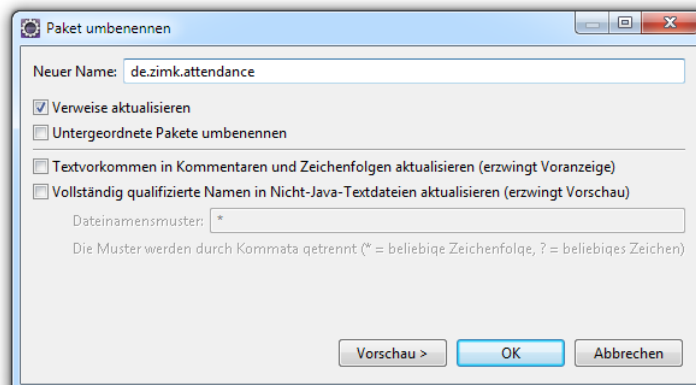 Paket umbenennen
Neuer Name: de.zimk.attendance
Verweise aktualisieren
Untergeordnete Pakete umbenennen
Textvorkommen in Kommentaren und Zeichenfolgen aktualisieren (erzwingt Voranzeige)
Vollständig qualifizierte Namen in Nicht-Java-Textdateien aktualisieren (erzwingt Vorschau)
Dateinamensmuster: *
Die Muster werden durch Kommata getrennt (* = beliebige Zeichenfolge, ? = beliebiges Zeichen)
Vorschau > OK Abbrechen